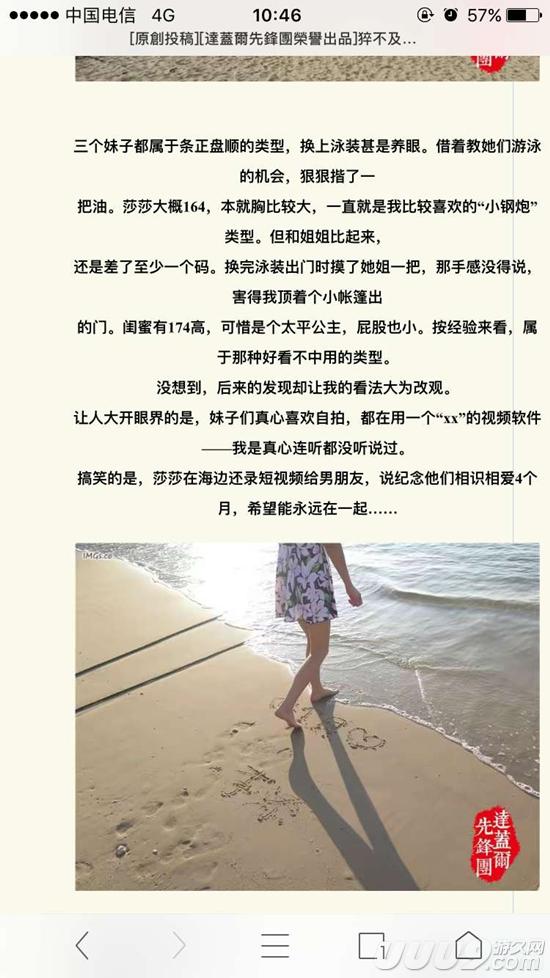 中国电信 4G 10:46 57%
[原創投稿][達蓋爾先鋒團榮譽出品]猝不及...
團
三个妹子都属于条正盘顺的类型，换上泳装甚是养眼。借着教她们游泳
的机会，狠狠揩了一
把油。莎莎大概164，本就胸比较大，一直就是我比较喜欢的“小钢炮”
类型。但和姐姐比起来，
还是差了至少一个码。换完泳装出门时摸了她姐一把，那手感没得说，
害得我顶着个小帐篷出
的门。闺蜜有174高，可惜是个太平公主，屁股也小。按经验来看，属
于那种好看不中用的类型。
没想到，后来的发现却让我的看法大为改观。
让人大开眼界的是，妹子们真心喜欢自拍，都在用一个“xx”的视频软件
——我是真心连听都没听说过。
搞笑的是，莎莎在海边还录短视频给男朋友，说纪念他们相识相爱4个
月，希望能永远在一起……
IMGs.ce
達蓋爾
先鋒團
1
UUU9 游久网
.com